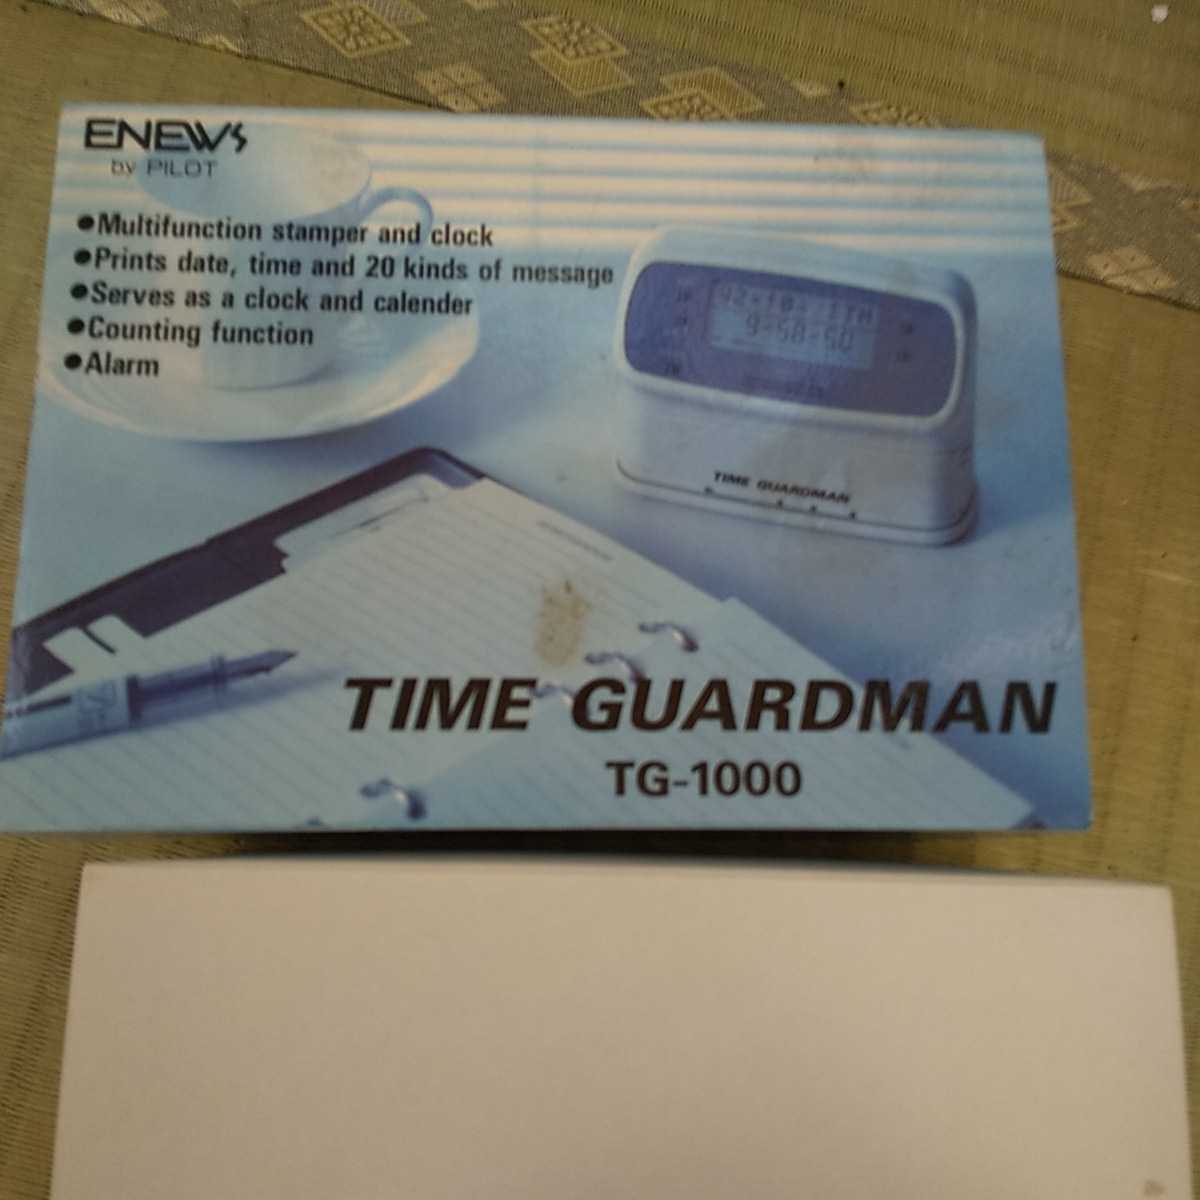 ENEWS
by PILOT
●Multifunction stamper and clock
●Prints date, time and 20 kinds of message
●Serves as a clock and calender
●Counting function
●Alarm
9-58-50
TIME GUARDMAN
TIME GUARDMAN
TG-1000